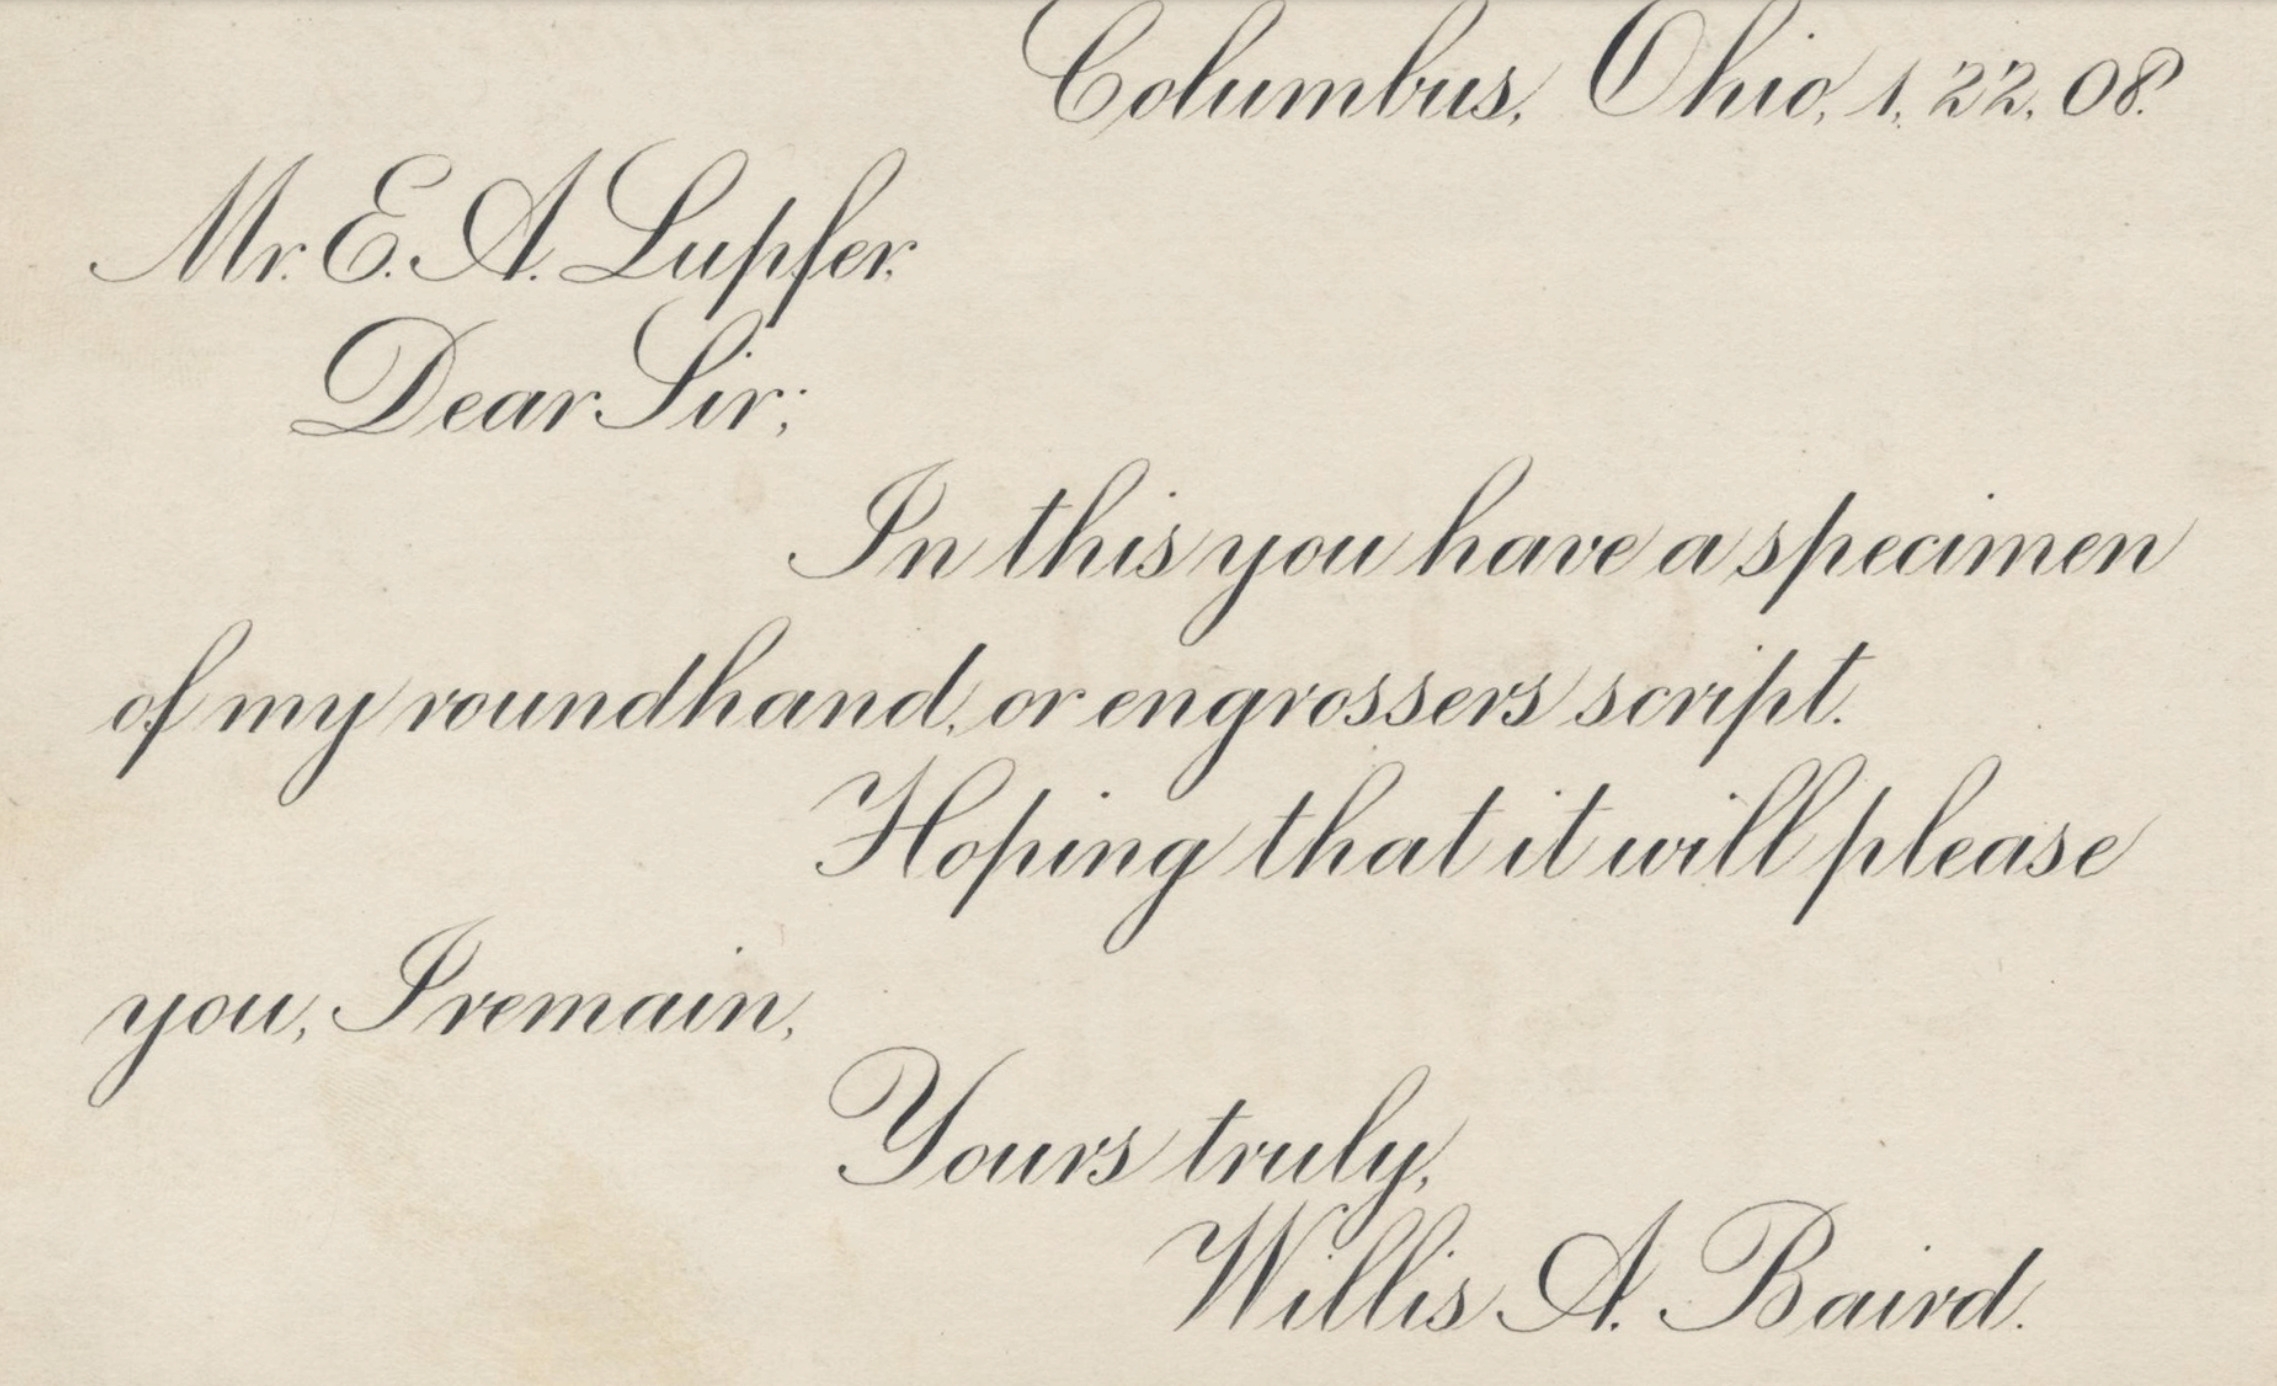 Columbus, Ohio, 1, 22, 08.
Mr. E. A. Lupfer,
Dear Sir;
In this you have a specimen
of my roundhand, or engrossers script.
Hoping that it will please
you, I remain,
Yours truly,
Willis A. Baird.